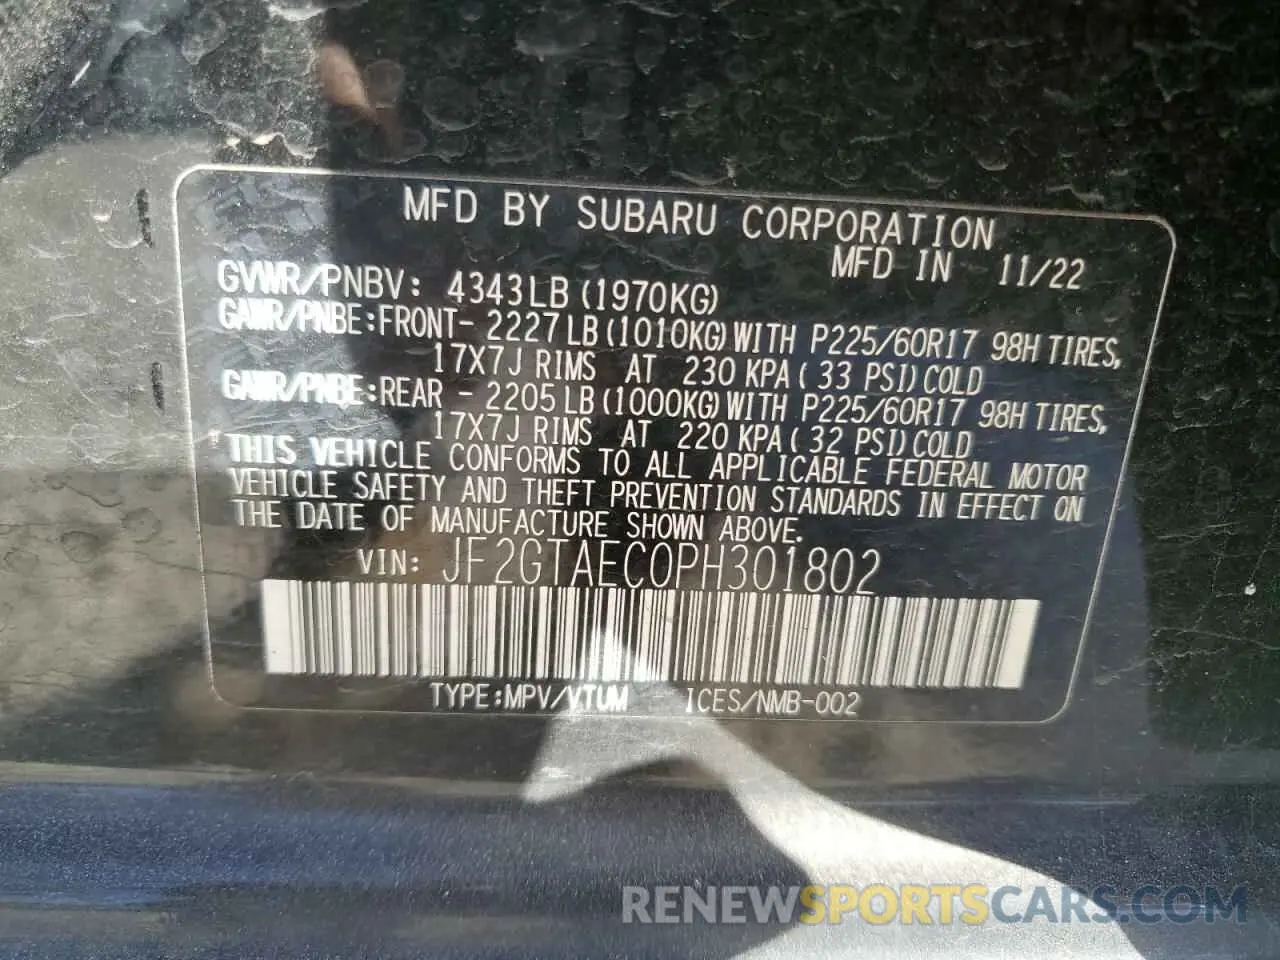 MFD BY SUBARU CORPORATION
MFD IN 11/22
GVWR/PNBV: 4343LB (1970KG)
GAWR/PNBE:FRONT- 2227 LB (1010KG) WITH P225/60R17 98H TIRES,
17X7J RIMS AT 230 KPA ( 33 PSI) COLD
GAWR/PNBE:REAR - 2205 LB (1000KG) WITH P225/60R17 98H TIRES,
17X7J RIMS AT 220 KPA ( 32 PSI) COLD
THIS VEHICLE CONFORMS TO ALL APPLICABLE FEDERAL MOTOR
VEHICLE SAFETY AND THEFT PREVENTION STANDARDS IN EFFECT ON
THE DATE OF MANUFACTURE SHOWN ABOVE.
VIN: JF2GTAEC0PH301802
TYPE:MPV/VTUM ICES/NMB-002
RENEWSPORTSCARS.COM